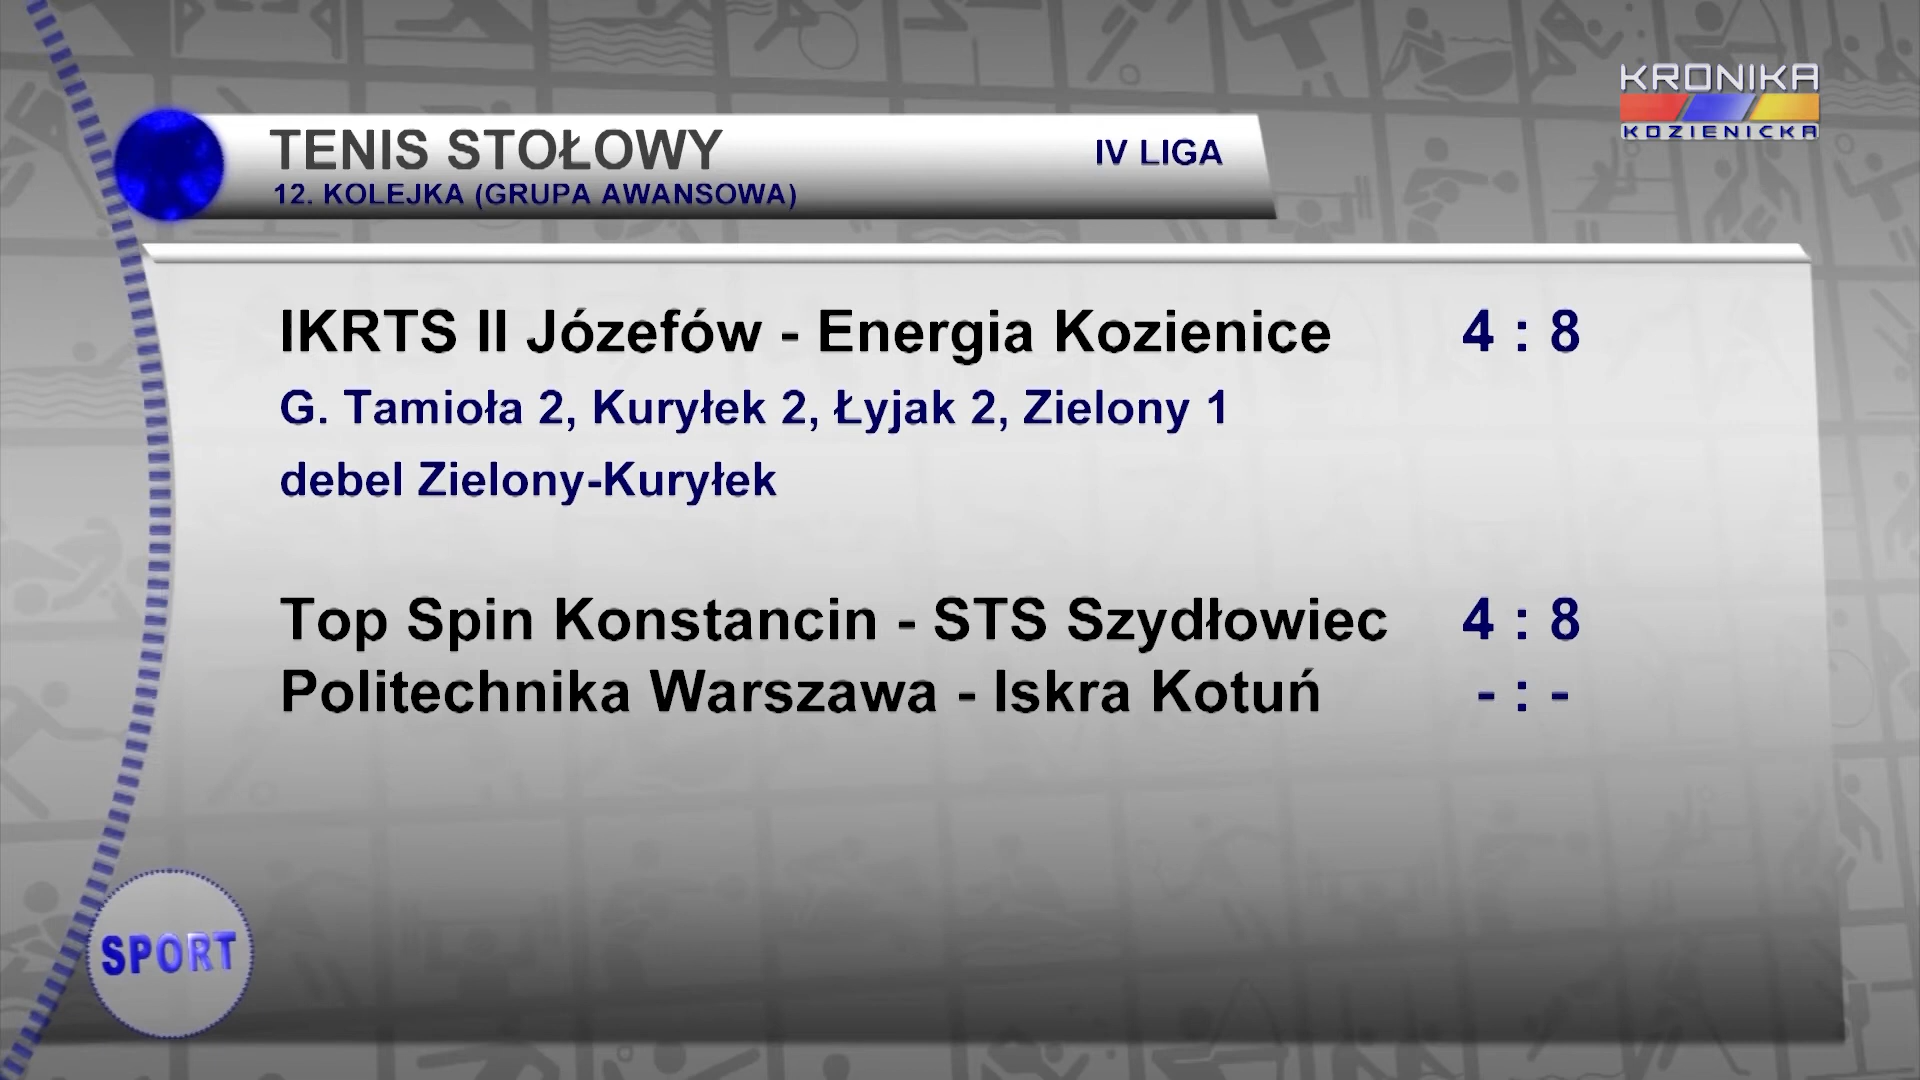 KRONIKA
KOZIENICKA
TENIS STOŁOWY
IV LIGA
12. KOLEJKA (GRUPA AWANSOWA)
IKRTS II Józefów - Energia Kozienice 4 : 8
G. Tamioła 2, Kuryłek 2, Łyjak 2, Zielony 1
debel Zielony-Kuryłek
Top Spin Konstancin - STS Szydłowiec 4 : 8
Politechnika Warszawa - Iskra Kotuń - : -
SPORT